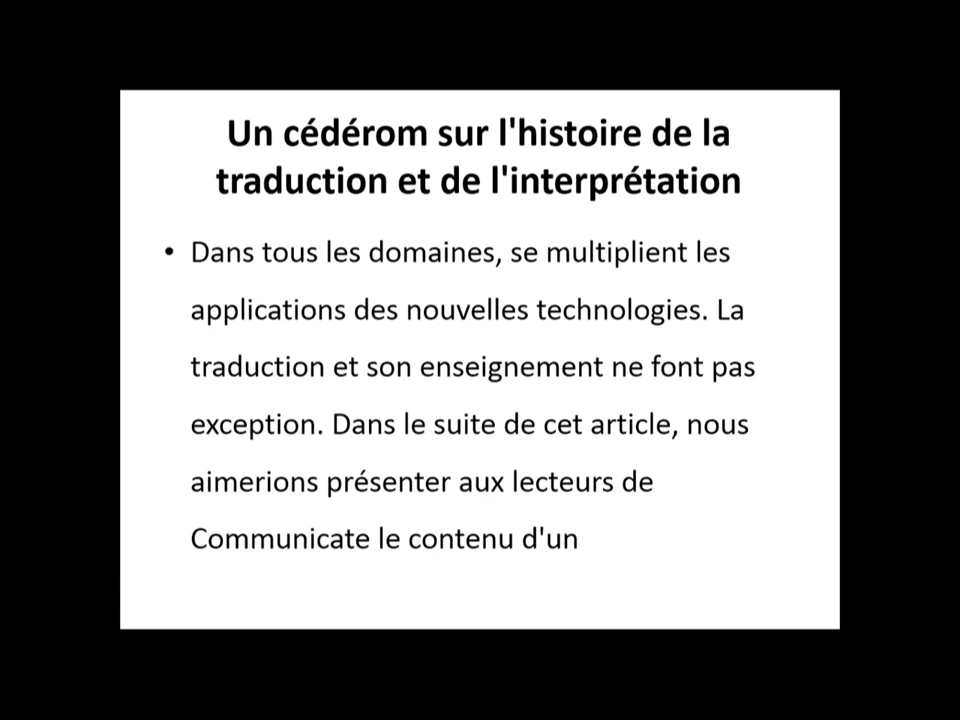 Un cédérom sur l'histoire de la
traduction et de l'interprétation
• Dans tous les domaines, se multiplient les
applications des nouvelles technologies. La
traduction et son enseignement ne font pas
exception. Dans le suite de cet article, nous
aimerions présenter aux lecteurs de
Communicate le contenu d'un